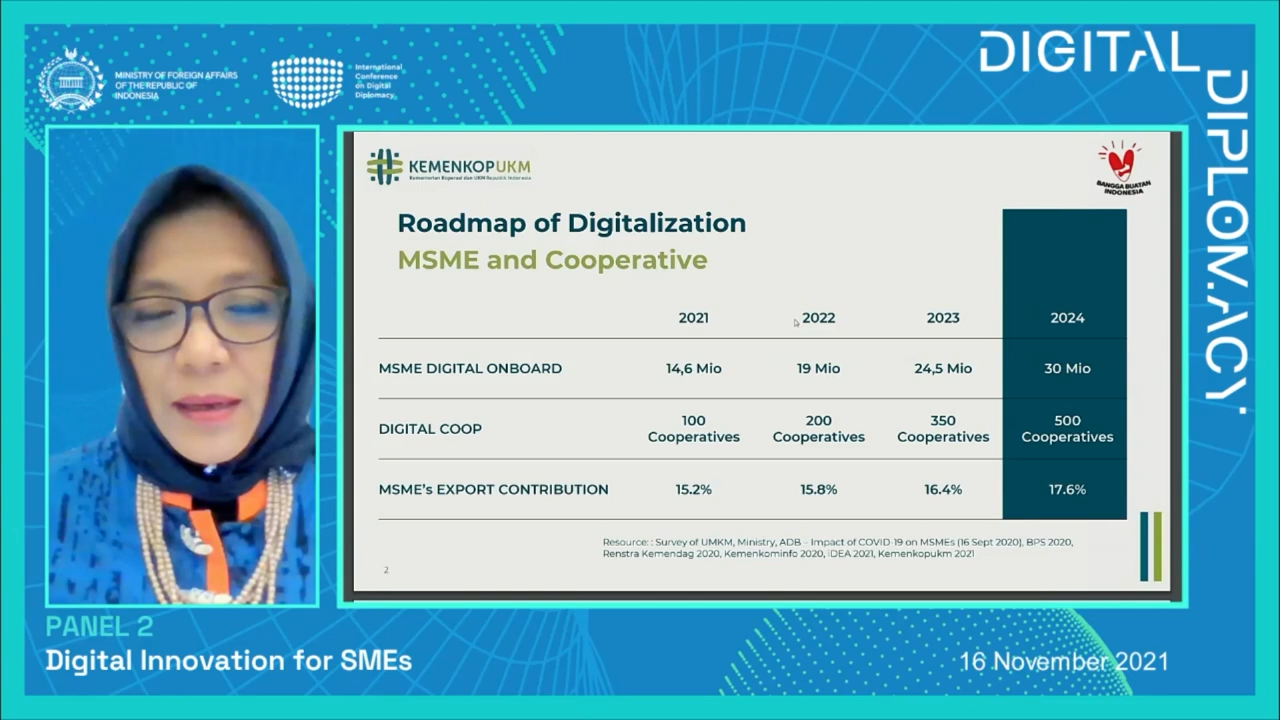 DIGITAL
DIPLOMACY
MINISTRY OF FOREIGN AFFAIRS
OF THE REPUBLIC OF
INDONESIA
International
Conference
on Digital
Diplomacy
KEMENKOPUKM
Kementerian Koperasi dan UKM Republik Indonesia
BANGGA BUATAN
INDONESIA
Roadmap of Digitalization
MSME and Cooperative
2021 2022 2023 2024
MSME DIGITAL ONBOARD 14,6 Mio 19 Mio 24,5 Mio 30 Mio
DIGITAL COOP 100 Cooperatives 200 Cooperatives 350 Cooperatives 500 Cooperatives
MSME's EXPORT CONTRIBUTION 15.2% 15.8% 16.4% 17.6%
Resource: : Survey of UMKM, Ministry, ADB – Impact of COVID-19 on MSMEs (16 Sept 2020), BPS 2020,
Renstra Kemendag 2020, Kemenkominfo 2020, iDEA 2021, Kemenkopukm 2021
2
PANEL 2
Digital Innovation for SMEs
16 November 2021